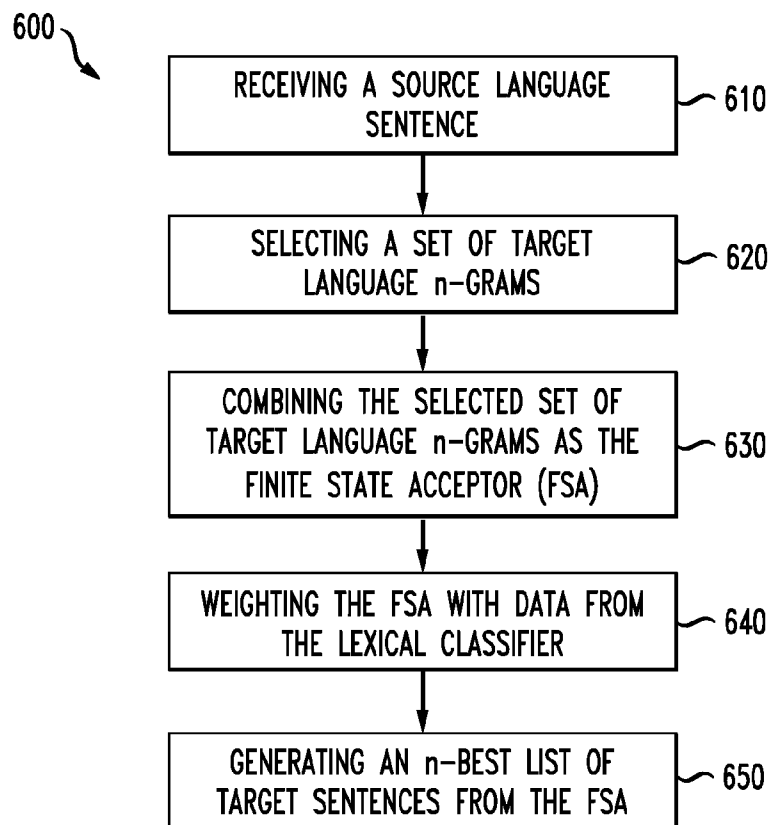 600
RECEIVING A SOURCE LANGUAGE
SENTENCE
610
SELECTING A SET OF TARGET
LANGUAGE n-GRAMS
620
COMBINING THE SELECTED SET OF
TARGET LANGUAGE n-GRAMS AS THE
FINITE STATE ACCEPTOR (FSA)
630
WEIGHTING THE FSA WITH DATA FROM
THE LEXICAL CLASSIFIER
640
GENERATING AN n-BEST LIST OF
TARGET SENTENCES FROM THE FSA
650